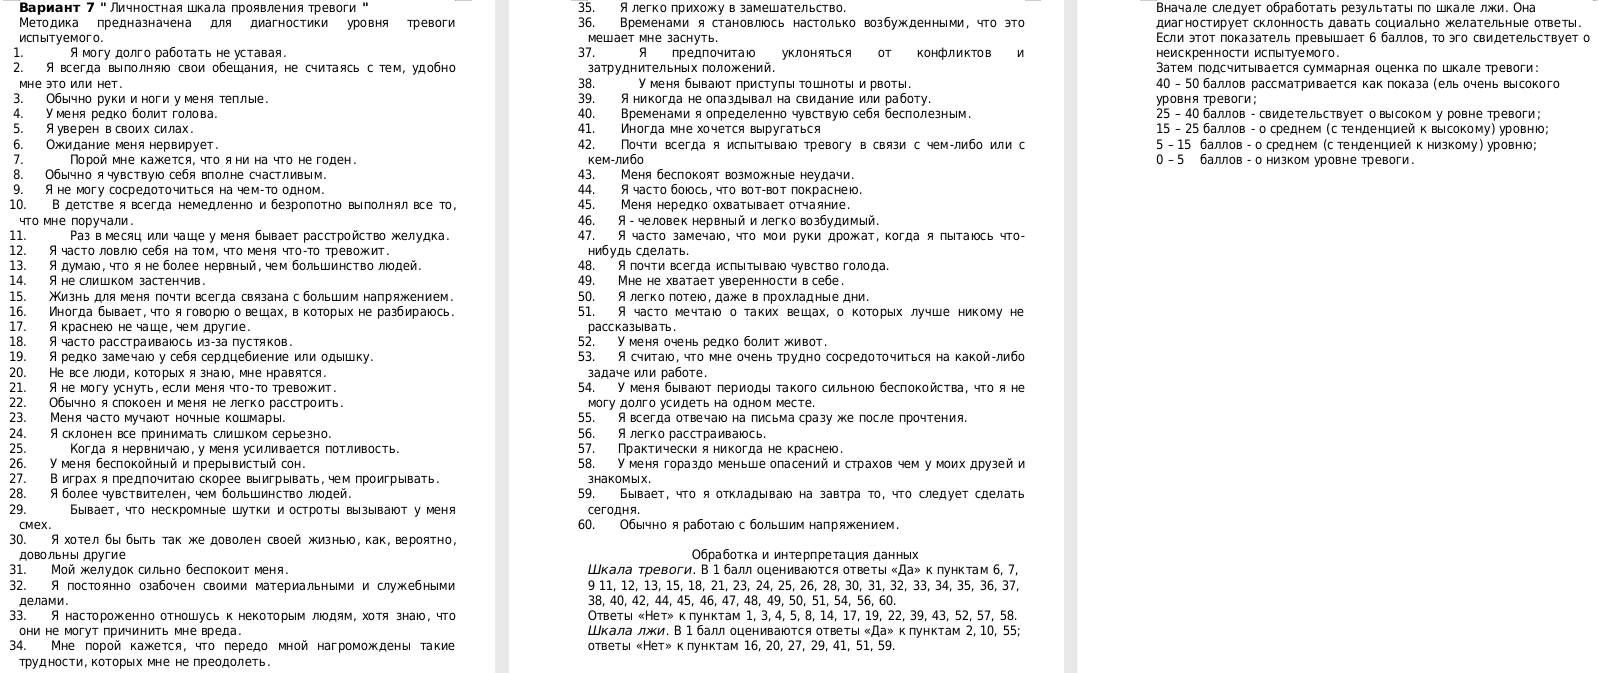 Вариант 7 " Личностная шкала проявления тревоги "
Методика предназначена для диагностики уровня тревоги
испытуемого.
1. Я могу долго работать не уставая.
2. Я всегда выполняю свои обещания, не считаясь с тем, удобно
мне это или нет.
3. Обычно руки и ноги у меня теплые.
4. У меня редко болит голова.
5. Я уверен в своих силах.
6. Ожидание меня нервирует.
7. Порой мне кажется, что я ни на что не годен.
8. Обычно я чувствую себя вполне счастливым.
9. Я не могу сосредоточиться на чем-то одном.
10. В детстве я всегда немедленно и безропотно выполнял все то,
что мне поручали.
11. Раз в месяц или чаще у меня бывает расстройство желудка.
12. Я часто ловлю себя на том, что меня что-то тревожит.
13. Я думаю, что я не более нервный, чем большинство людей.
14. Я не слишком застенчив.
15. Жизнь для меня почти всегда связана с большим напряжением.
16. Иногда бывает, что я говорю о вещах, в которых не разбираюсь.
17. Я краснею не чаще, чем другие.
18. Я часто расстраиваюсь из-за пустяков.
19. Я редко замечаю у себя сердцебиение или одышку.
20. Не все люди, которых я знаю, мне нравятся.
21. Я не могу уснуть, если меня что-то тревожит.
22. Обычно я спокоен и меня не легко расстроить.
23. Меня часто мучают ночные кошмары.
24. Я склонен все принимать слишком серьезно.
25. Когда я нервничаю, у меня усиливается потливость.
26. У меня беспокойный и прерывистый сон.
27. В играх я предпочитаю скорее выигрывать, чем проигрывать.
28. Я более чувствителен, чем большинство людей.
29. Бывает, что нескромные шутки и остроты вызывают у меня
смех.
30. Я хотел бы быть так же доволен своей жизнью, как, вероятно,
довольны другие
31. Мой желудок сильно беспокоит меня.
32. Я постоянно озабочен своими материальными и служебными
делами.
33. Я настороженно отношусь к некоторым людям, хотя знаю, что
они не могут причинить мне вреда.
34. Мне порой кажется, что передо мной нагромождены такие
трудности, которых мне не преодолеть.
35. Я легко прихожу в замешательство.
36. Временами я становлюсь настолько возбужденными, что это
мешает мне заснуть.
37. Я предпочитаю уклоняться от конфликтов и
затруднительных положений.
38. У меня бывают приступы тошноты и рвоты.
39. Я никогда не опаздывал на свидание или работу.
40. Временами я определенно чувствую себя бесполезным.
41. Иногда мне хочется выругаться
42. Почти всегда я испытываю тревогу в связи с чем-либо или с
кем-либо
43. Меня беспокоят возможные неудачи.
44. Я часто боюсь, что вот-вот покраснею.
45. Меня нередко охватывает отчаяние.
46. Я - человек нервный и легко возбудимый.
47. Я часто замечаю, что мои руки дрожат, когда я пытаюсь что-
нибудь сделать.
48. Я почти всегда испытываю чувство голода.
49. Мне не хватает уверенности в себе.
50. Я легко потею, даже в прохладные дни.
51. Я часто мечтаю о таких вещах, о которых лучше никому не
рассказывать.
52. У меня очень редко болит живот.
53. Я считаю, что мне очень трудно сосредоточиться на какой-либо
задаче или работе.
54. У меня бывают периоды такого сильною беспокойства, что я не
могу долго усидеть на одном месте.
55. Я всегда отвечаю на письма сразу же после прочтения.
56. Я легко расстраиваюсь.
57. Практически я никогда не краснею.
58. У меня гораздо меньше опасений и страхов чем у моих друзей и
знакомых.
59. Бывает, что я откладываю на завтра то, что следует сделать
сегодня.
60. Обычно я работаю с большим напряжением.
Обработка и интерпретация данных
Шкала тревоги. В 1 балл оцениваются ответы «Да» к пунктам 6, 7,
9 11, 12, 13, 15, 18, 21, 23, 24, 25, 26, 28, 30, 31, 32, 33, 34, 35, 36, 37,
38, 40, 42, 44, 45, 46, 47, 48, 49, 50, 51, 54, 56, 60.
Ответы «Нет» к пунктам 1, 3, 4, 5, 8, 14, 17, 19, 22, 39, 43, 52, 57, 58.
Шкала лжи. В 1 балл оцениваются ответы «Да» к пунктам 2, 10, 55;
ответы «Нет» к пунктам 16, 20, 27, 29, 41, 51, 59.
Вначале следует обработать результаты по шкале лжи. Она
диагностирует склонность давать социально желательные ответы.
Если этот показатель превышает 6 баллов, то эго свидетельствует о
неискренности испытуемого.
Затем подсчитывается суммарная оценка по шкале тревоги:
40 – 50 баллов рассматривается как показа (ель очень высокого
уровня тревоги;
25 – 40 баллов - свидетельствует о высоком у ровне тревоги;
15 – 25 баллов - о среднем (с тенденцией к высокому) уровню;
5 – 15 баллов - о среднем (с тенденцией к низкому) уровню;
0 – 5 баллов - о низком уровне тревоги.